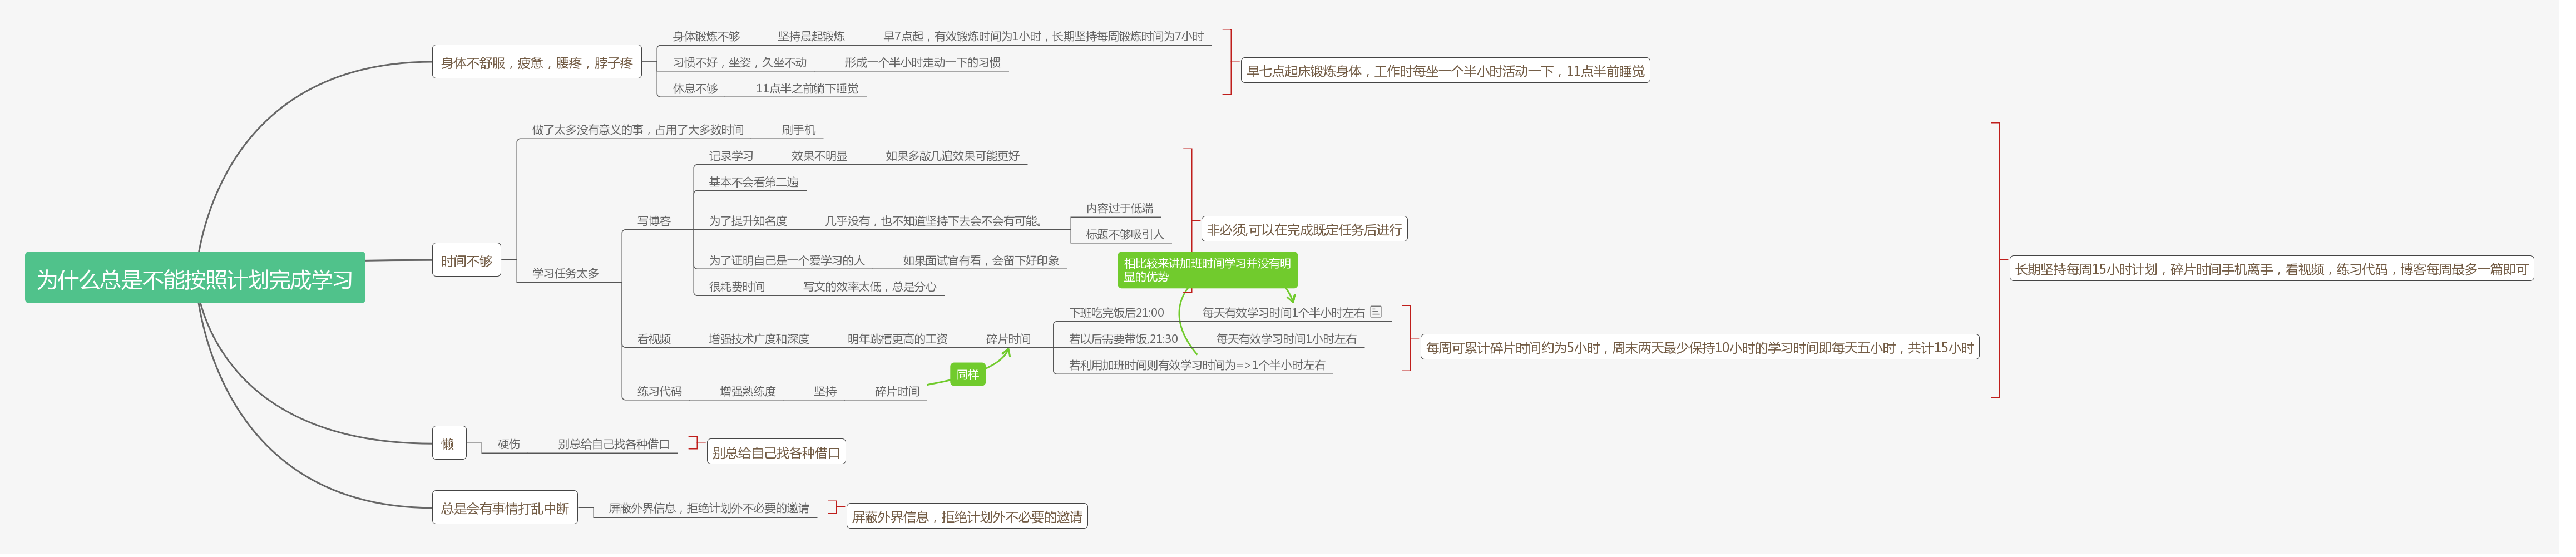 为什么总是不能按照计划完成学习
身体不舒服，疲惫，腰疼，脖子疼
身体锻炼不够
坚持晨起锻炼
早7点起，有效锻炼时间为1小时，长期坚持每周锻炼时间为7小时
习惯不好，坐姿，久坐不动
形成一个半小时走动一下的习惯
休息不够
11点半之前躺下睡觉
早七点起床锻炼身体，工作时每坐一个半小时活动一下，11点半前睡觉
时间不够
做了太多没有意义的事，占用了大多数时间
刷手机
学习任务太多
写博客
记录学习
效果不明显
如果多敲几遍效果可能更好
基本不会看第二遍
为了提升知名度
几乎没有，也不知道坚持下去会不会有可能。
内容过于低端
标题不够吸引人
为了证明自己是一个爱学习的人
如果面试官有看，会留下好印象
很耗费时间
写文的效率太低，总是分心
非必须,可以在完成既定任务后进行
相比较来讲加班时间学习并没有明
显的优势
看视频
增强技术广度和深度
明年跳槽更高的工资
碎片时间
下班吃完饭后21:00
每天有效学习时间1个半小时左右
若以后需要带饭,21:30
每天有效学习时间1小时左右
若利用加班时间则有效学习时间为=>1个半小时左右
每周可累计碎片时间约为5小时，周末两天最少保持10小时的学习时间即每天五小时，共计15小时
同样
练习代码
增强熟练度
坚持
碎片时间
长期坚持每周15小时计划，碎片时间手机离手，看视频，练习代码，博客每周最多一篇即可
懒
硬伤
别总给自己找各种借口
别总给自己找各种借口
总是会有事情打乱中断
屏蔽外界信息，拒绝计划外不必要的邀请
屏蔽外界信息，拒绝计划外不必要的邀请